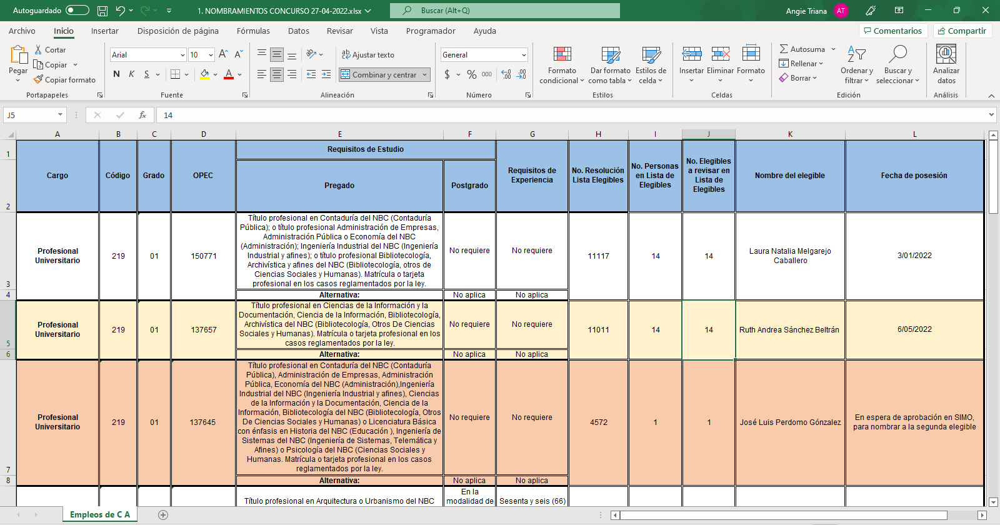 Autoguardado
1. NOMBRAMIENTOS CONCURSO 27-04-2022.xlsx
Buscar (Alt+Q)
Angie Triana
AT
Archivo
Inicio
Insertar
Disposición de página
Fórmulas
Datos
Revisar
Vista
Programador
Ayuda
Comentarios
Compartir
Pegar
Cortar
Copiar
Copiar formato
Portapapeles
Arial
10
N K S
Fuente
Ajustar texto
Combinar y centrar
Alineación
General
$ % 000
Número
Formato
condicional
Dar formato
como tabla
Estilos de
celda
Estilos
Insertar
Eliminar
Formato
Celdas
Autosuma
Rellenar
Borrar
Ordenar y
filtrar
Buscar y
seleccionar
Edición
Analizar
datos
Análisis
J5
fx
14
A B C D E F G H I J K L
1
2
Cargo
Código
Grado
OPEC
Requisitos de Estudio
Pregado
Postgrado
Requisitos de
Experiencia
No. Resolución
Lista Elegibles
No. Personas
en Lista de
Elegibles
No. Elegibles
a revisar en
Lista de
Elegibles
Nombre del elegible
Fecha de posesión
3
Profesional
Universitario
219
01
150771
Título profesional en Contaduría del NBC (Contaduría
Pública); o título profesional Administración de Empresas,
Administración Pública o Economía del NBC
(Administración); Ingeniería Industrial del NBC (Ingeniería
Industrial y afines); o título profesional Bibliotecología,
Archivística y afines del NBC (Bibliotecología, otros de
Ciencias Sociales y Humanas). Matrícula o tarjeta
profesional en los casos reglamentados por la ley.
No requiere
No requiere
11117
14
14
Laura Natalia Melgarejo
Caballero
3/01/2022
4
Alternativa:
No aplica
No aplica
5
Profesional
Universitario
219
01
137657
Título profesional en Ciencias de la Información y la
Documentación, Ciencia de la Información, Bibliotecología,
Archivística del NBC (Bibliotecología, Otros De Ciencias
Sociales y Humanas). Matrícula o tarjeta profesional en los
casos reglamentados por la ley.
No requiere
No requiere
11011
14
14
Ruth Andrea Sánchez Beltrán
6/05/2022
6
Alternativa:
No aplica
No aplica
7
Profesional
Universitario
219
01
137645
Título profesional en Contaduría del NBC (Contaduría
Pública), Administración de Empresas, Administración
Pública, Economía del NBC (Administración),Ingeniería
Industrial del NBC (Ingeniería Industrial y afines), Ciencias
de la Información y la Documentación, Ciencia de la
Información, Bibliotecología del NBC (Bibliotecología, Otros
De Ciencias Sociales y Humanas) o Licenciatura Básica
con énfasis en Historia del NBC (Educación ), Ingeniería de
Sistemas del NBC (Ingeniería de Sistemas, Telemática y
Afines) o Psicología del NBC (Ciencias Sociales y
Humanas. Matrícula o tarjeta profesional en los casos
reglamentados por la ley.
No requiere
No requiere
4572
1
1
José Luis Perdomo Gónzalez
En espera de aprobación en SIMO,
para nombrar a la segunda elegible
8
Alternativa:
No aplica
No aplica
Título profesional en Arquitectura o Urbanismo del NBC
En la
modalidad de
Sesenta y seis (66)
Empleos de C A